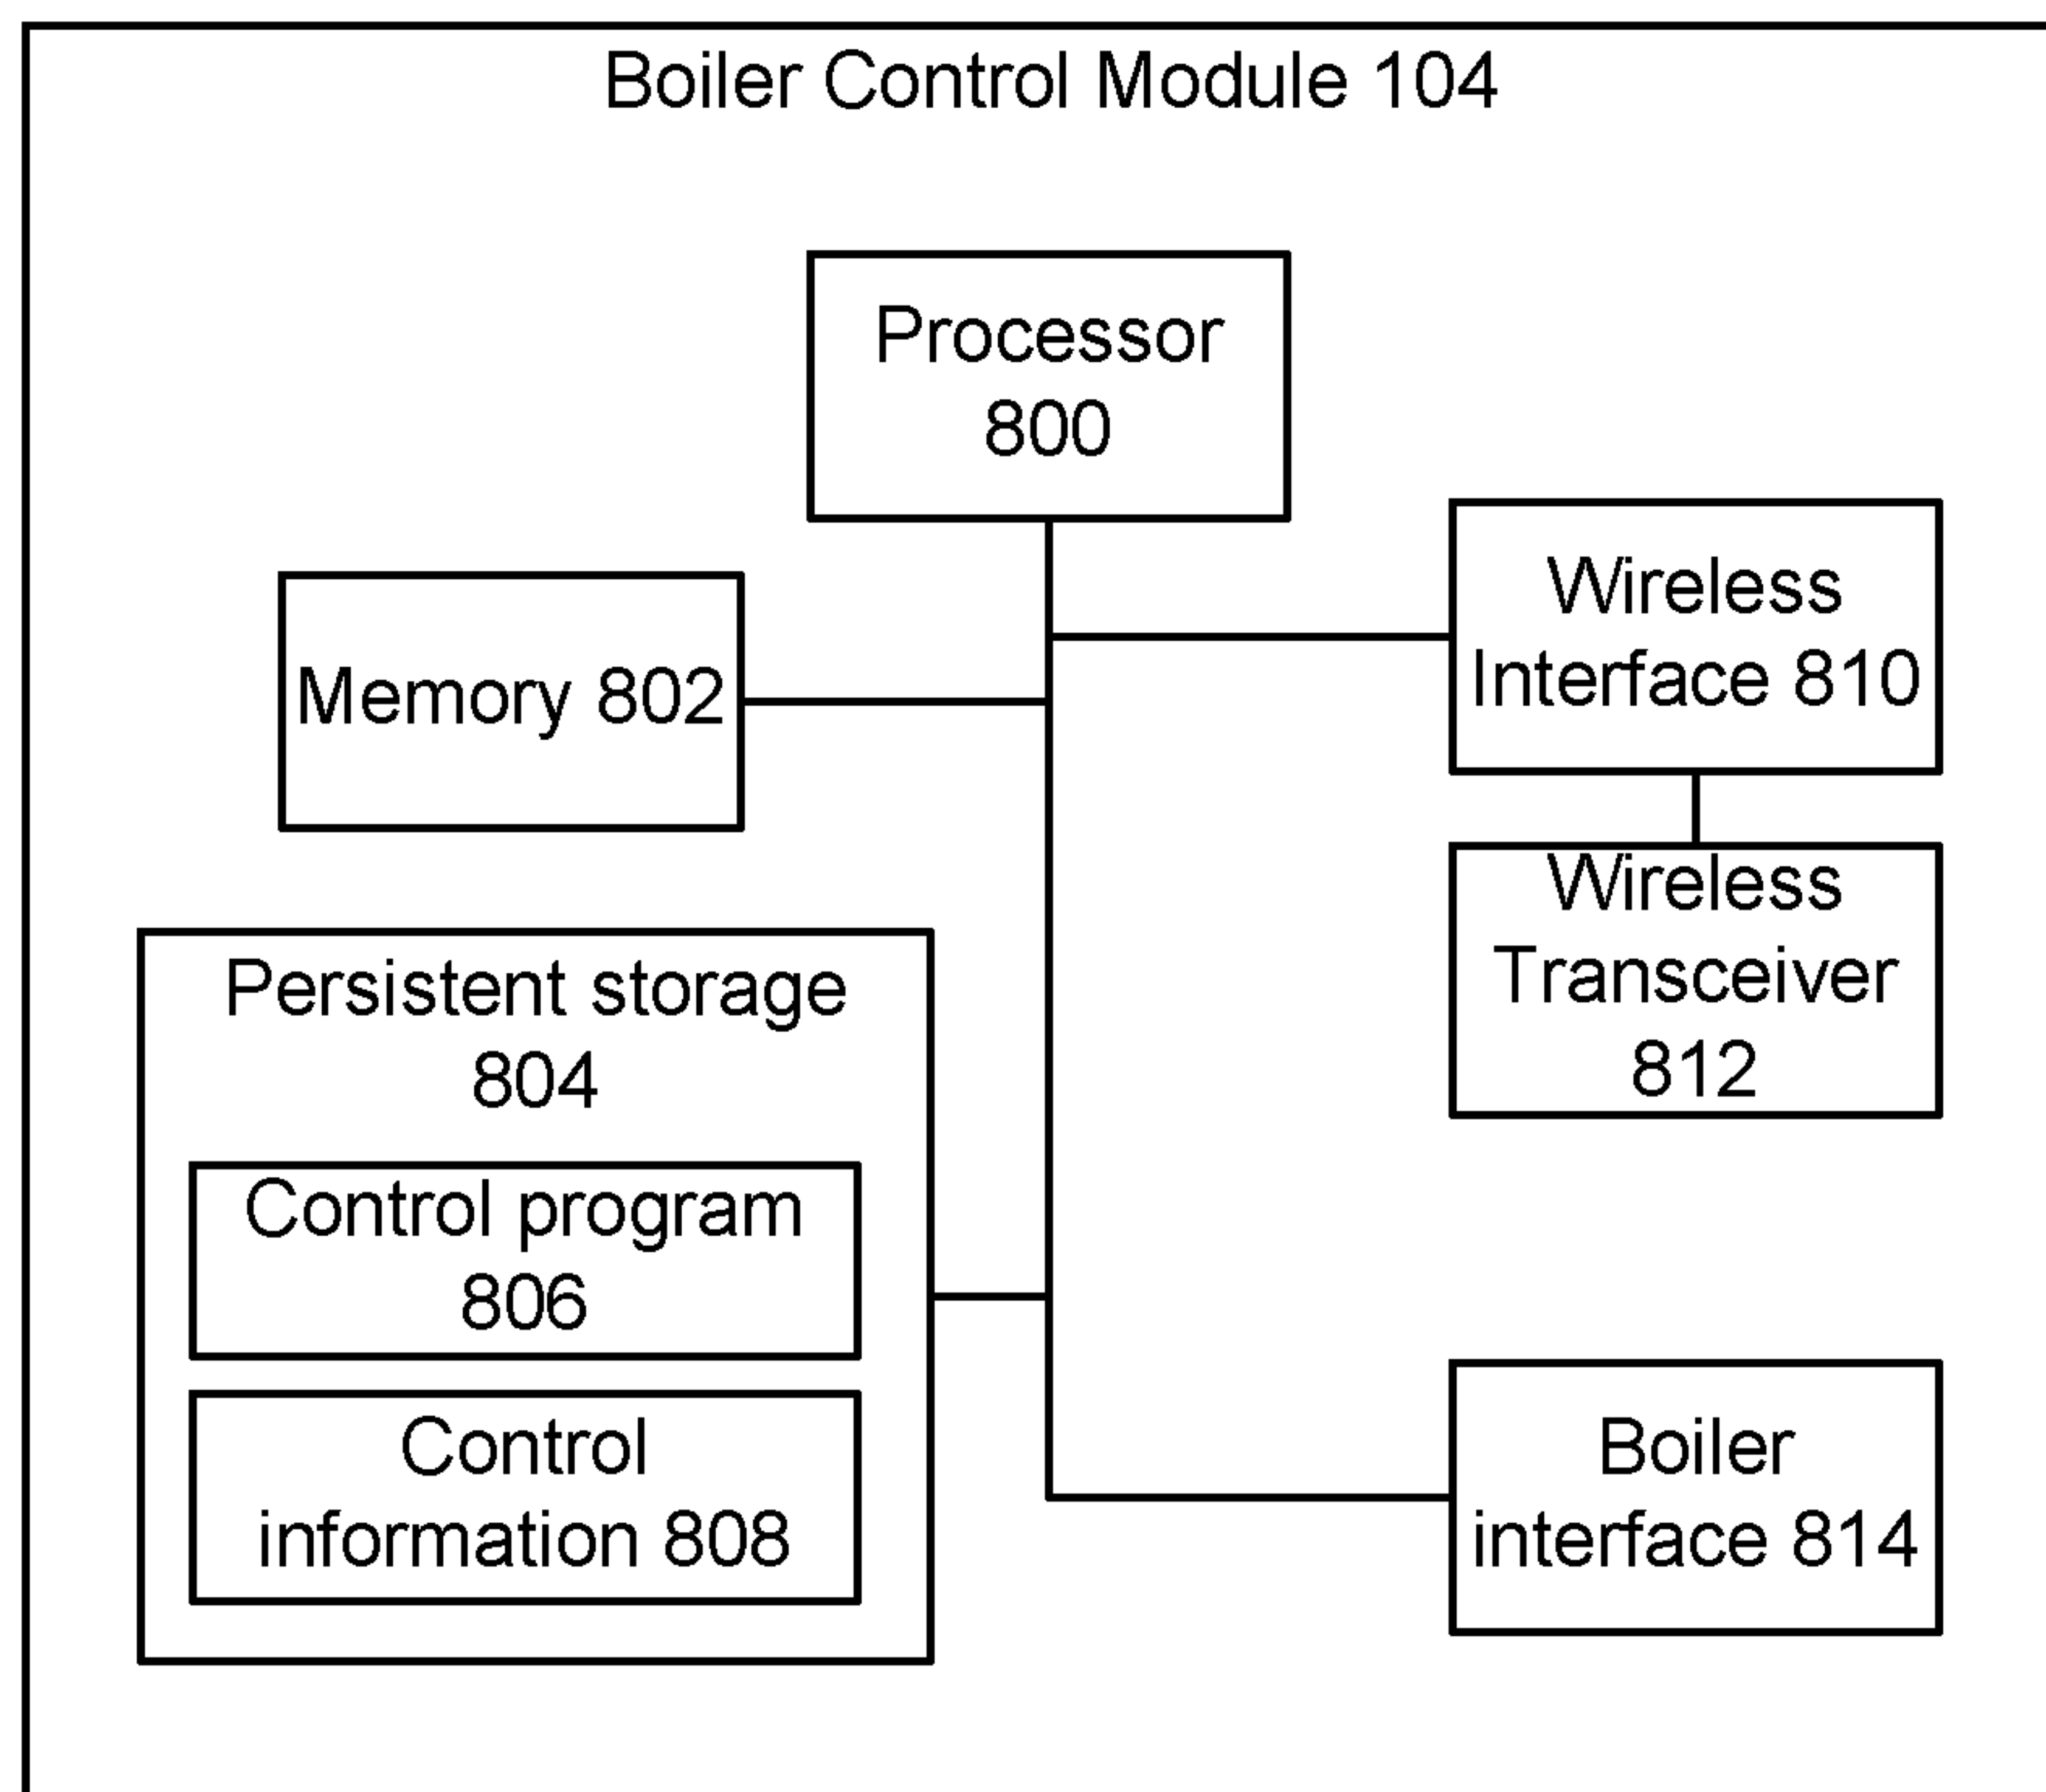 Boiler Control Module 104
Processor
800
Memory 802
Wireless
Interface 810
Wireless
Transceiver
812
Persistent storage
804
Control program
806
Control
information 808
Boiler
interface 814